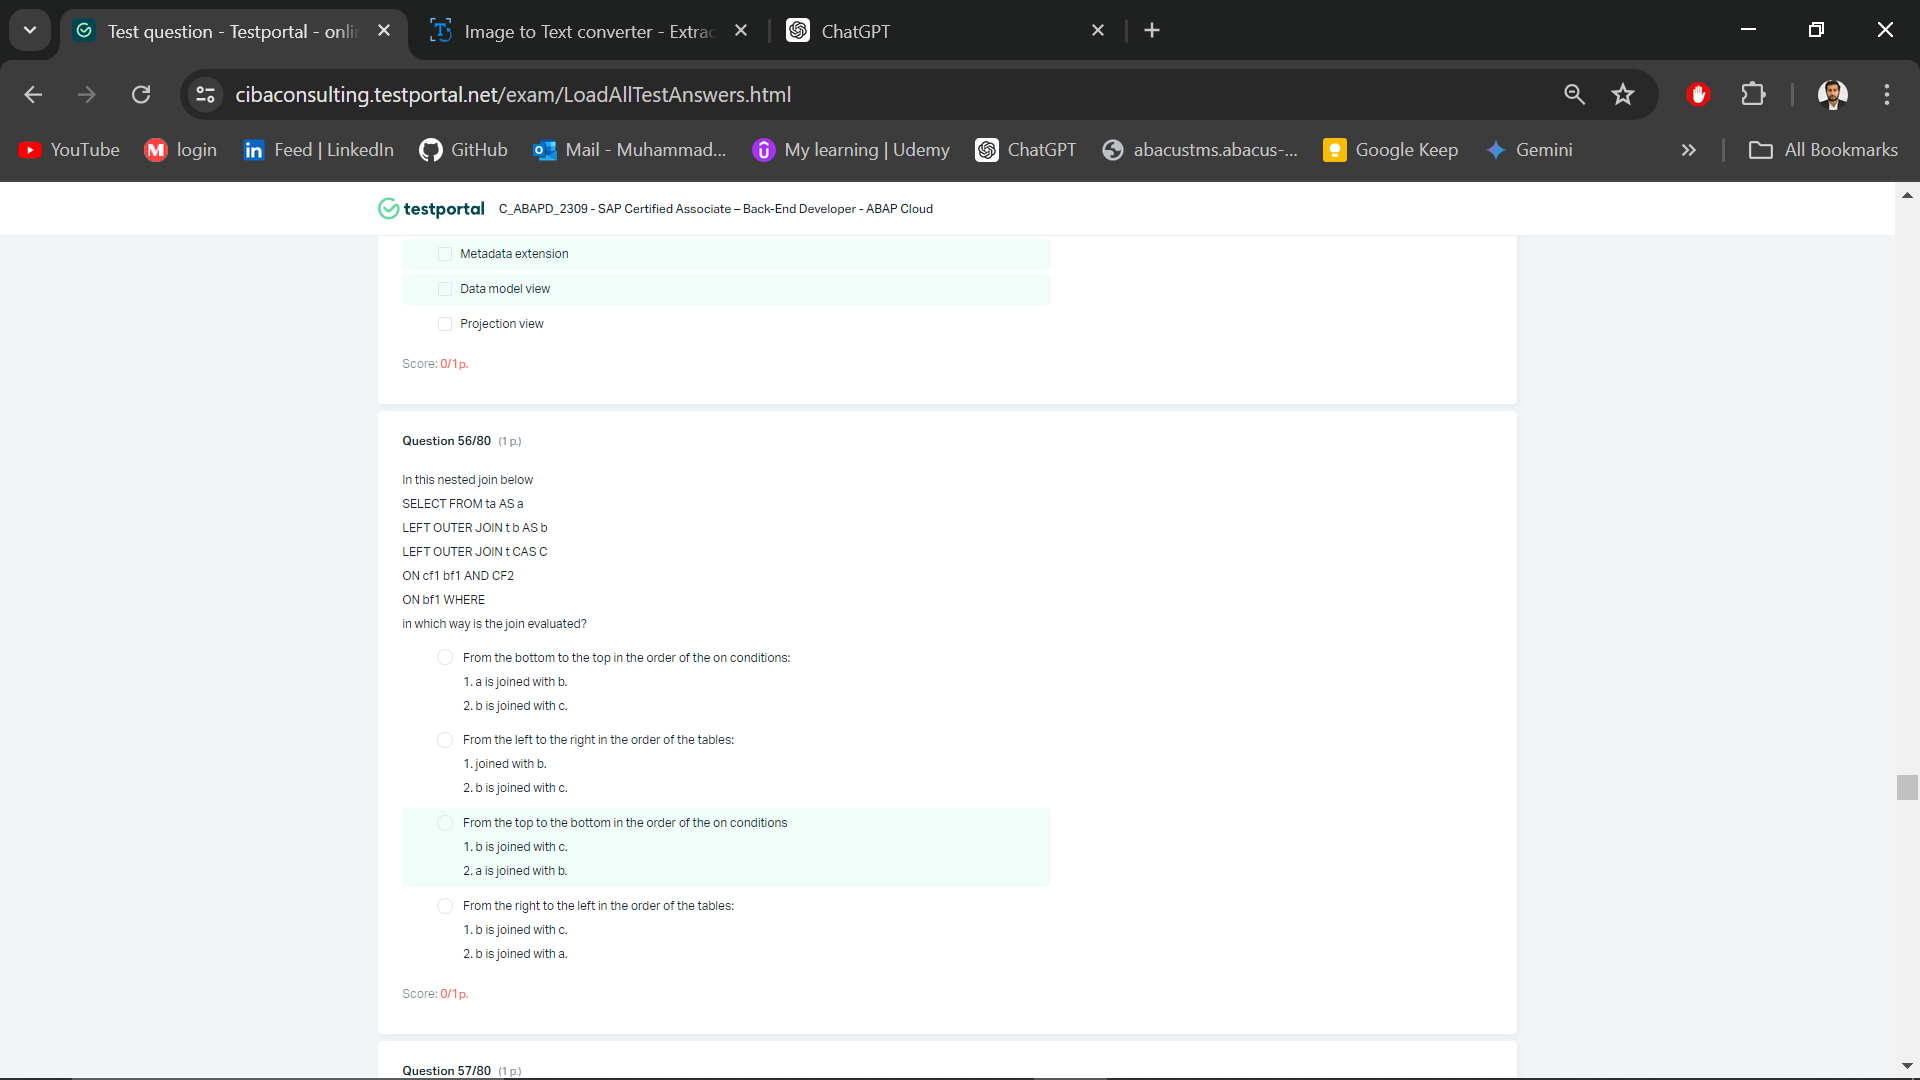 Test question - Testportal - onli
Image to Text converter - Extrac
ChatGPT
cibaconsulting.testportal.net/exam/LoadAllTestAnswers.html
YouTube
login
Feed | LinkedIn
GitHub
Mail - Muhammad...
My learning | Udemy
ChatGPT
abacustms.abacus-...
Google Keep
Gemini
All Bookmarks
testportal C_ABAPD_2309 - SAP Certified Associate – Back-End Developer - ABAP Cloud
Metadata extension
Data model view
Projection view
Score: 0/1p.
Question 56/80 (1 p.)
In this nested join below
SELECT FROM ta AS a
LEFT OUTER JOIN t b AS b
LEFT OUTER JOIN t CAS C
ON cf1 bf1 AND CF2
ON bf1 WHERE
in which way is the join evaluated?
From the bottom to the top in the order of the on conditions:
1. a is joined with b.
2. b is joined with c.
From the left to the right in the order of the tables:
1. joined with b.
2. b is joined with c.
From the top to the bottom in the order of the on conditions
1. b is joined with c.
2. a is joined with b.
From the right to the left in the order of the tables:
1. b is joined with c.
2. b is joined with a.
Score: 0/1p.
Question 57/80 (1 p.)